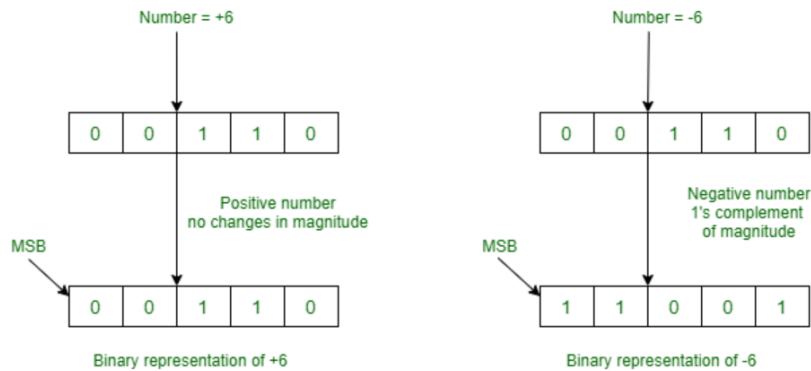 Number = +6
0 0 1 1 0
Positive number
no changes in magnitude
MSB
0 0 1 1 0
Binary representation of +6
Number = -6
0 0 1 1 0
Negative number
1's complement
of magnitude
MSB
1 1 0 0 1
Binary representation of -6